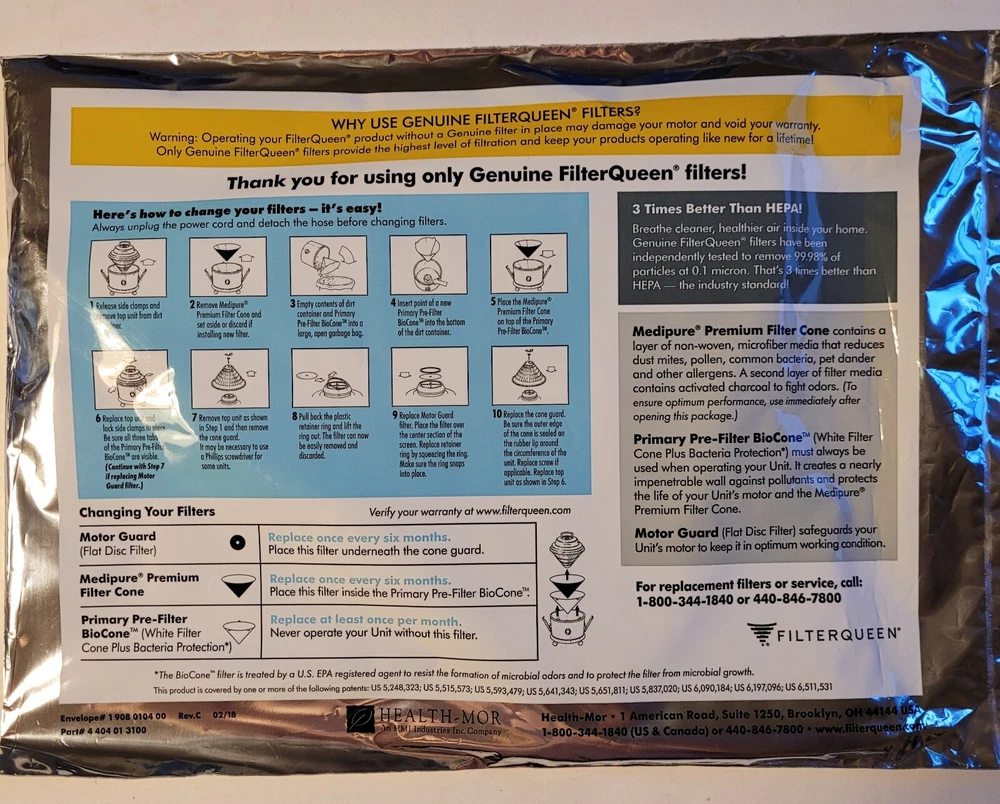 WHY USE GENUINE FILTERQUEEN® FILTERS?
Warning: Operating your FilterQueen® product without a Genuine filter in place may damage your motor and void your warranty.
Only Genuine FilterQueen® filters provide the highest level of filtration and keep your products operating like new for a lifetime!
Thank you for using only Genuine FilterQueen® filters!
Here's how to change your filters – it's easy!
Always unplug the power cord and detach the hose before changing filters.
1 Release side clamps and
top unit from dirt
2 Remove Medipure®
Premium Filter Cone and
set aside or discard if
installing new filter.
3 Empty contents of dirt
container and Primary
Pre-Filter BioCone™ into a
large, open garbage bag.
4 Insert point of a new
Primary Pre-Filter
BioCone™ into the bottom
of the dirt container.
5 Place the Medipure®
Premium Filter Cone
on top of the Primary
Pre-Filter BioCone™.
6 Replace top unit and
lock side clamps in place.
Be sure all three tabs
of the Primary Pre-Filter
BioCone™ are visible.
(Continue with Step 7
if replacing Motor
Guard filter.)
7 Remove top unit as shown
in Step 1 and then remove
the cone guard.
It may be necessary to use
a Phillips screwdriver for
some units.
8 Pull back the plastic
retainer ring and lift the
ring out. The filter can now
be easily removed and
discarded.
9 Replace Motor Guard
filter. Place the filter over
the center section of the
screen. Replace retainer
ring by squeezing the ring.
Make sure the ring snaps
into place.
10 Replace the cone guard.
Be sure the outer edge
of the cone is sealed on
the rubber lip around
the circumference of the
unit. Replace screw if
applicable. Replace top
unit as shown in Step 6.
3 Times Better Than HEPA!
Breathe cleaner, healthier air inside your home.
Genuine FilterQueen® filters have been
independently tested to remove 99.98% of
particles at 0.1 micron. That's 3 times better than
HEPA — the industry standard!
Medipure® Premium Filter Cone contains a
layer of non-woven, microfiber media that reduces
dust mites, pollen, common bacteria, pet dander
and other allergens. A second layer of filter media
contains activated charcoal to fight odors. (To
ensure optimum performance, use immediately after
opening this package.)
Primary Pre-Filter BioCone™ (White Filter
Cone Plus Bacteria Protection*) must always be
used when operating your Unit. It creates a nearly
impenetrable wall against pollutants and protects
the life of your Unit's motor and the Medipure®
Premium Filter Cone.
Motor Guard (Flat Disc Filter) safeguards your
Unit's motor to keep it in optimum working condition.
Changing Your Filters
Verify your warranty at www.filterqueen.com
Motor Guard
(Flat Disc Filter)
Replace once every six months.
Place this filter underneath the cone guard.
Medipure® Premium
Filter Cone
Replace once every six months.
Place this filter inside the Primary Pre-Filter BioCone™.
Primary Pre-Filter
BioCone™ (White Filter
Cone Plus Bacteria Protection*)
Replace at least once per month.
Never operate your Unit without this filter.
For replacement filters or service, call:
1-800-344-1840 or 440-846-7800
FILTERQUEEN®
*The BioCone™ filter is treated by a U.S. EPA registered agent to resist the formation of microbial odors and to protect the filter from microbial growth.
This product is covered by one or more of the following patents: US 5,248,323; US 5,515,573; US 5,593,479; US 5,641,343; US 5,651,811; US 5,837,020; US 6,090,184; US 6,197,096; US 6,511,531
Envelope# 1 908 0104 00 Rev.C 02/18
Part# 4 404 01 3100
HEALTH-MOR
An HMI Industries Inc. Company
Health-Mor • 1 American Road, Suite 1250, Brooklyn, OH 44144 USA
1-800-344-1840 (US & Canada) or 440-846-7800 • www.filterqueen.com